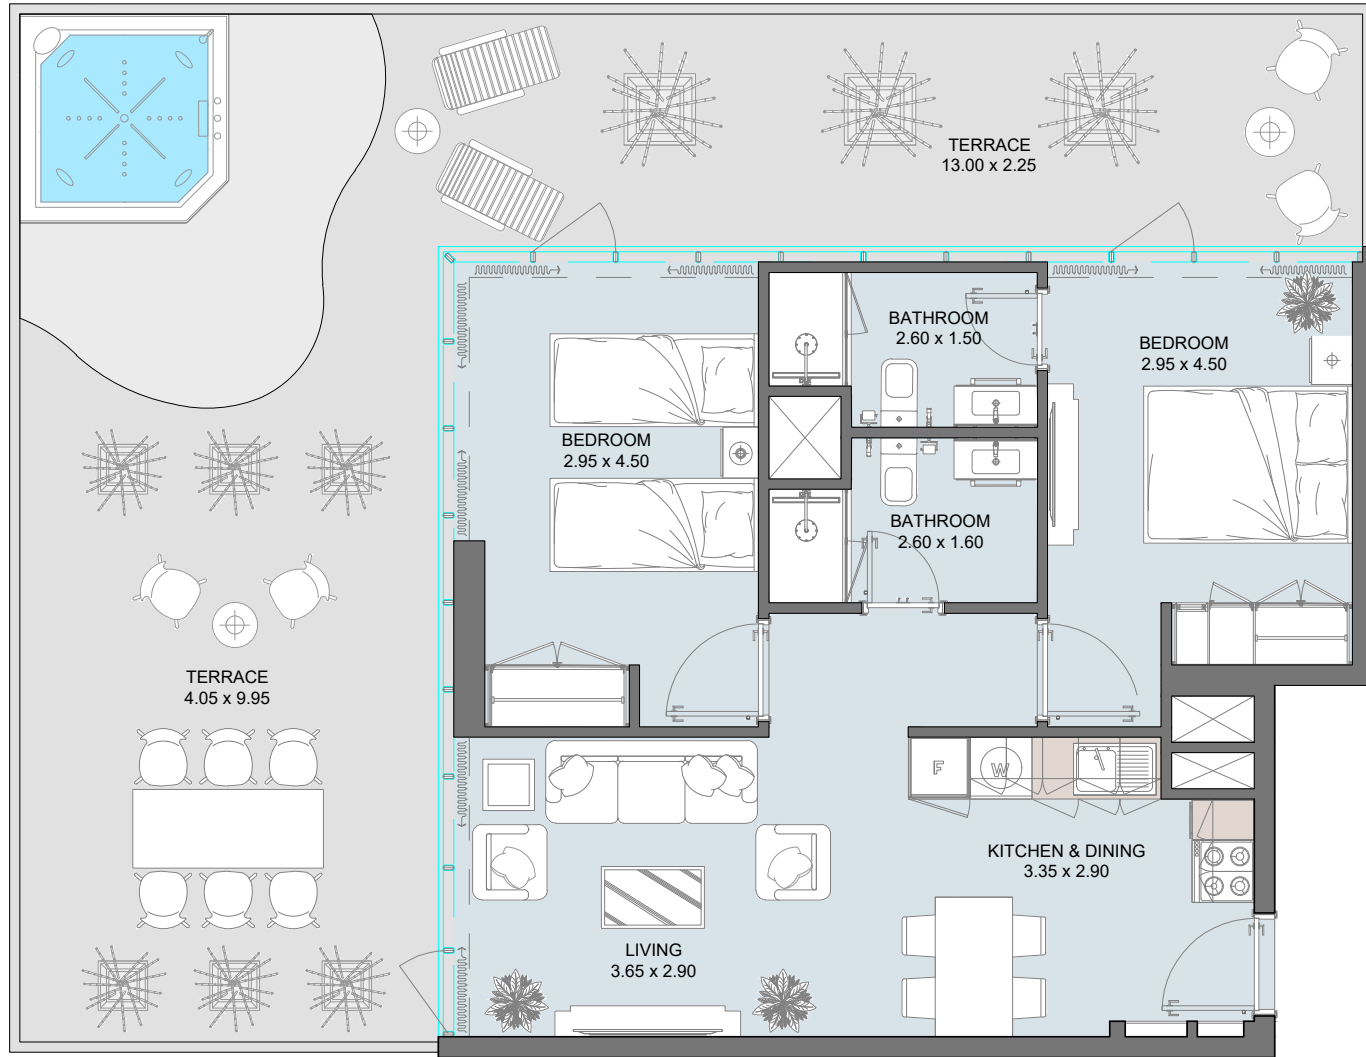 TERRACE
13.00 x 2.25
BATHROOM
2.60 x 1.50
BEDROOM
2.95 x 4.50
BEDROOM
2.95 x 4.50
BATHROOM
2.60 x 1.60
TERRACE
4.05 x 9.95
F
W
KITCHEN & DINING
3.35 x 2.90
LIVING
3.65 x 2.90